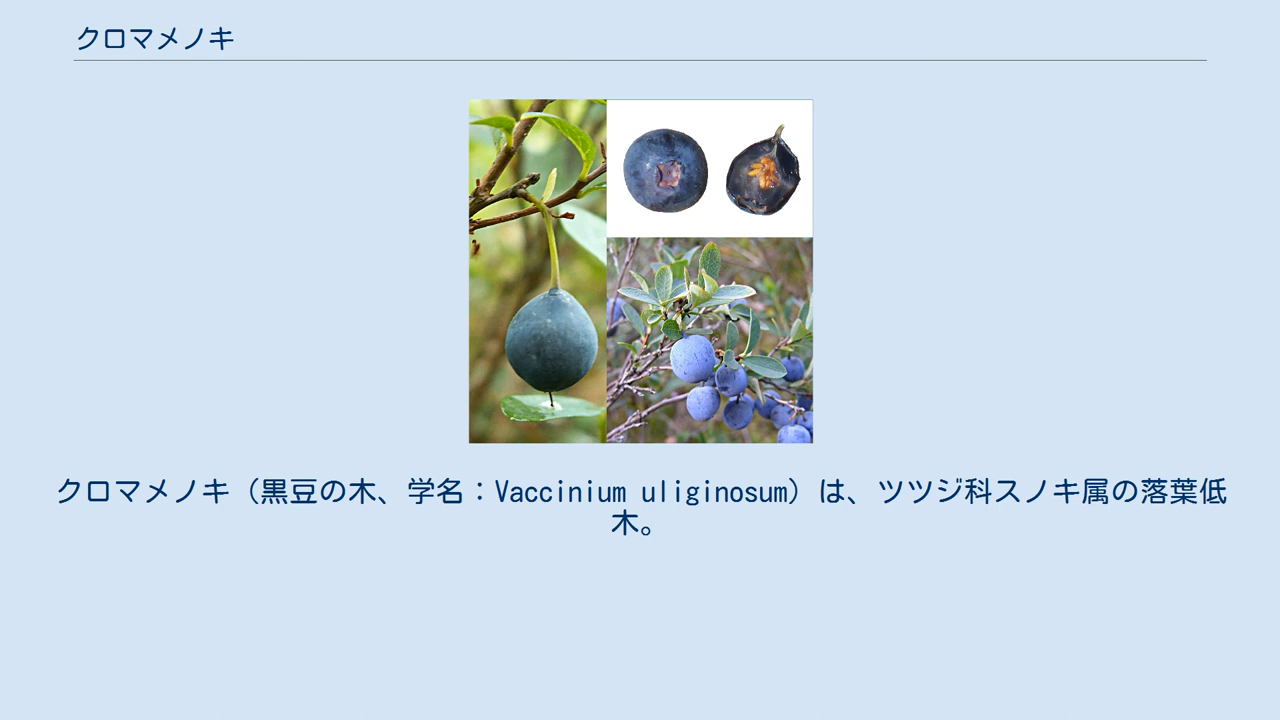 クロマメノキ
クロマメノキ（黒豆の木、学名：Vaccinium uliginosum）は、ツツジ科スノキ属の落葉低
木。